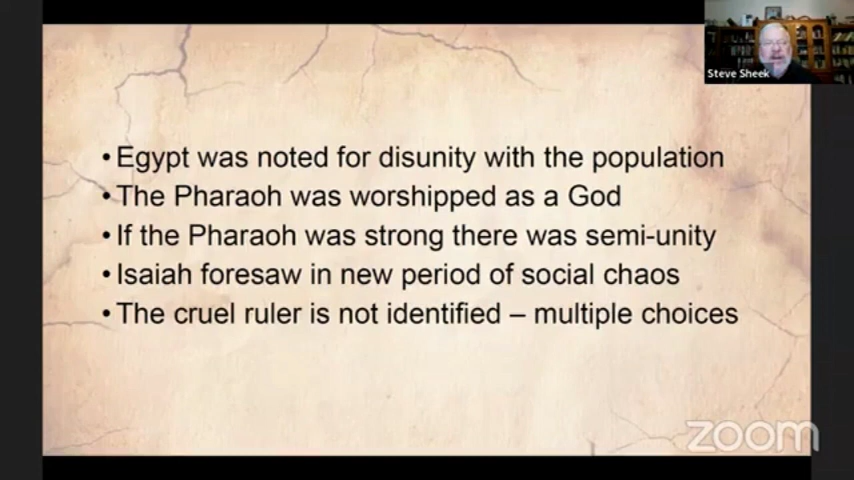 Steve Sheek
• Egypt was noted for disunity with the population
• The Pharaoh was worshipped as a God
• If the Pharaoh was strong there was semi-unity
• Isaiah foresaw in new period of social chaos
• The cruel ruler is not identified – multiple choices
zoom